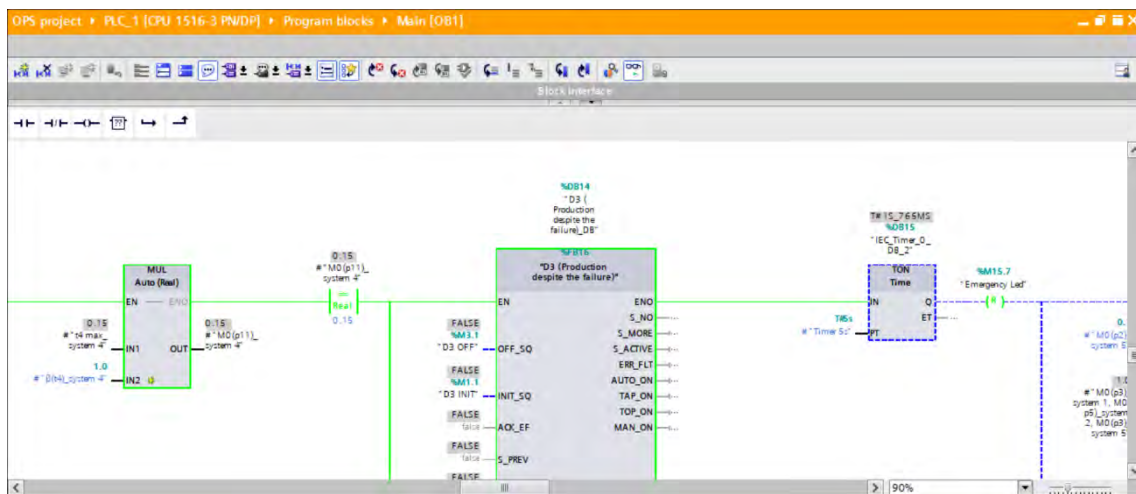 OPS project ▸ PLC_1 [CPU 1516-3 PN/DP] ▸ Program blocks ▸ Main [OB1]
Block interface
%DB14
"D3 (
Production
despite the
failure)_DB"
%FB16
"D3 (Production
despite the failure)"
EN
ENO
S_NO
S_MORE
S_ACTIVE
ERR_FLT
AUTO_ON
TAP_ON
TOP_ON
MAN_ON
FALSE
%M3.1
"D3 OFF"
OFF_SQ
FALSE
%M1.1
"D3 INIT"
INIT_SQ
FALSE
false
ACK_EF
FALSE
false
S_PREV
FALSE
MUL
Auto (Real)
EN
ENO
0.15
#"t4 max_
system 4"
IN1
1.0
#"β(t4)_system 4"
IN2
OUT
0.15
#"M0(p11)_
system 4"
0.15
#"M0(p11)_
system 4"
==
Real
0.15
T#1S_766MS
%DB15
"IEC_Timer_0_
DB_2"
TON
Time
IN
Q
ET
T#5s
#"Timer 5s"
PT
%M15.7
"Emergency Led"
0.
#"M0(p2)
system 5
1.0
#"M0(p3)
system 1, M0
p5)_system
2, M0(p3)
system 5
90%